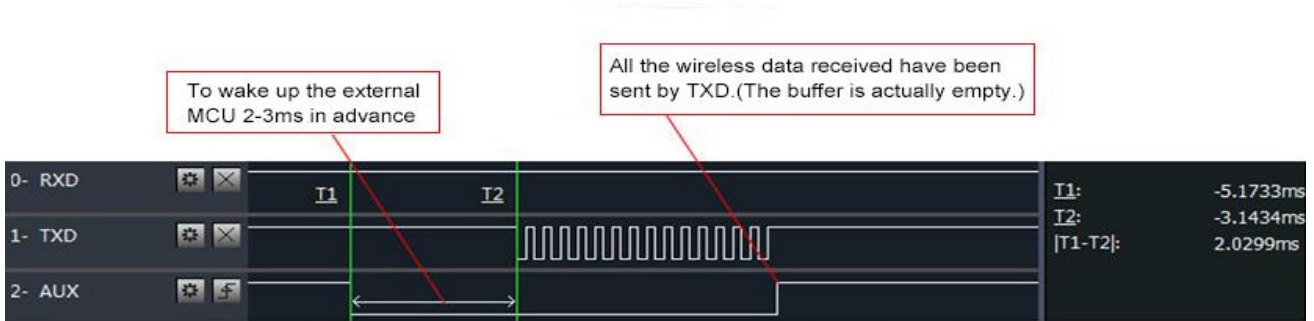 To wake up the external
MCU 2-3ms in advance
All the wireless data received have been
sent by TXD.(The buffer is actually empty.)
0- RXD
T1
T2
1- TXD
2- AUX
T1: -5.1733ms
T2: -3.1434ms
|T1-T2|: 2.0299ms